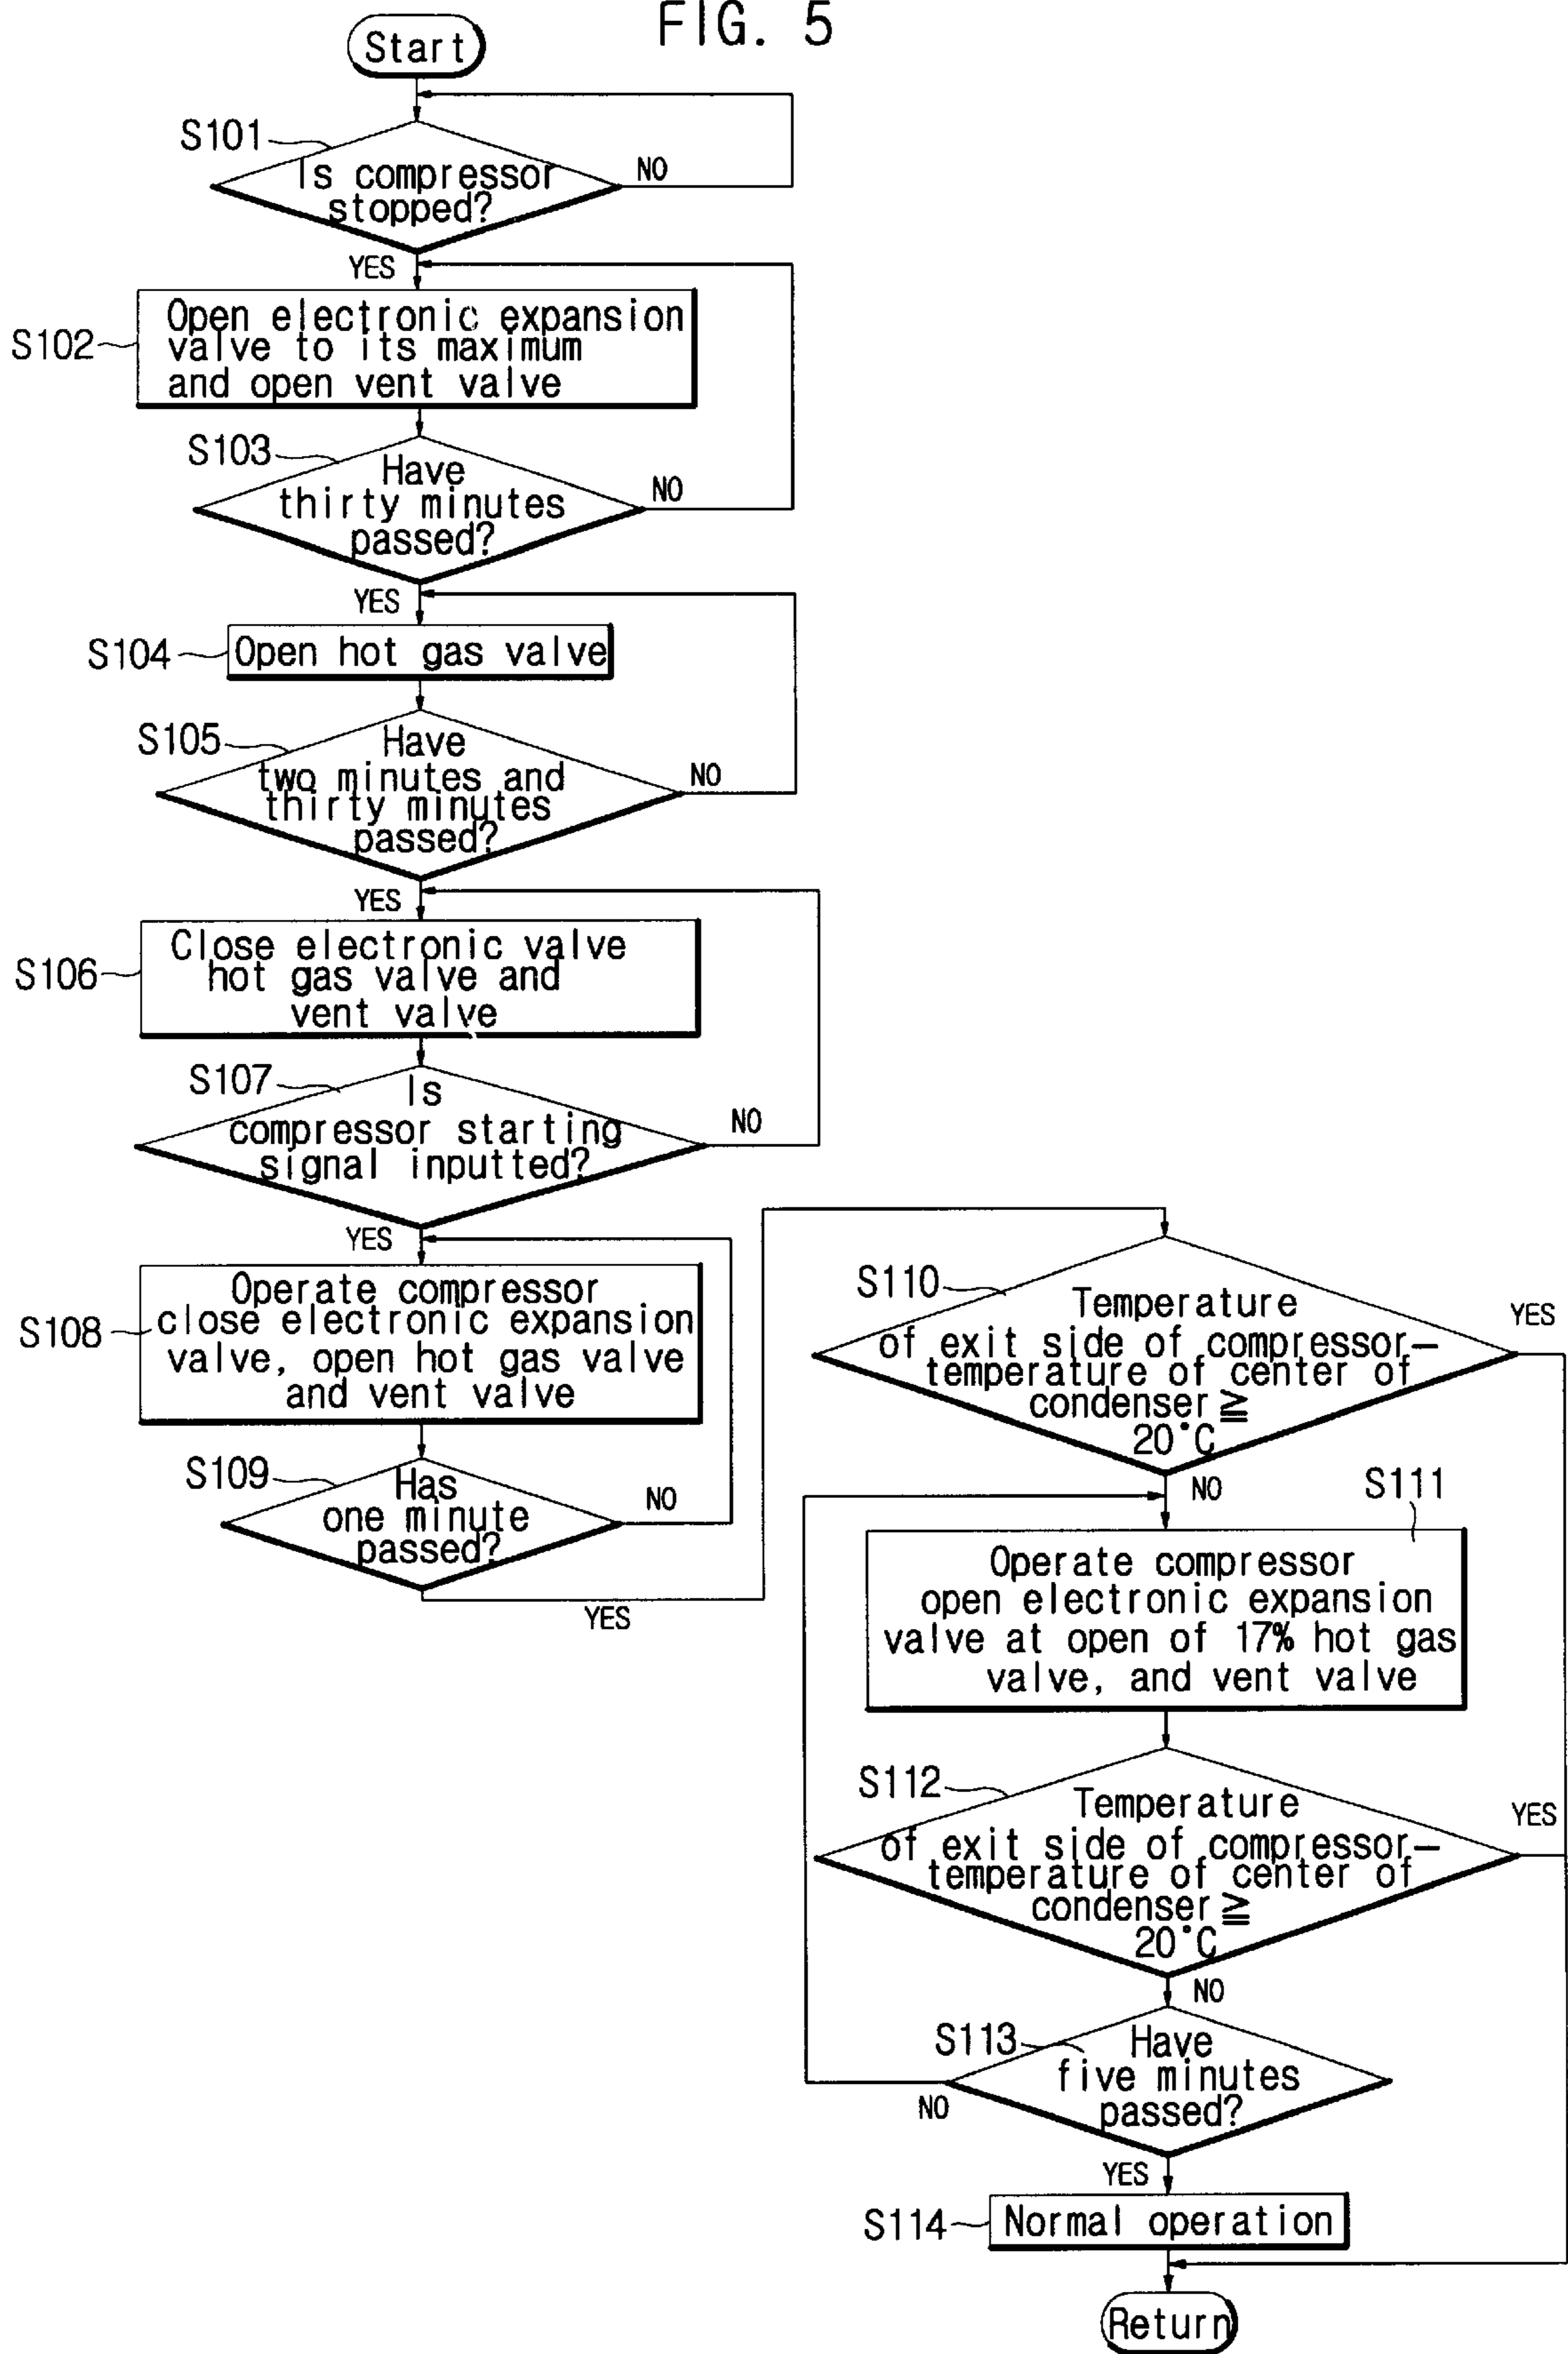 FIG. 5
Start
S101
Is compressor
stopped?
NO
YES
S102
Open electronic expansion
valve to its maximum
and open vent valve
S103
Have
thirty minutes
passed?
NO
YES
S104
Open hot gas valve
S105
Have
two minutes and
thirty minutes
passed?
NO
YES
S106
Close electronic valve
hot gas valve and
vent valve
S107
Is
compressor starting
signal inputted?
NO
YES
S108
Operate compressor
close electronic expansion
valve, open hot gas valve
and vent valve
S109
Has
one minute
passed?
NO
YES
S110
Temperature
of exit side of compressor—
temperature of center of
condenser ≧
20°C
YES
NO
S111
Operate compressor
open electronic expansion
valve at open of 17% hot gas
valve, and vent valve
S112
Temperature
of exit side of compressor—
temperature of center of
condenser ≧
20°C
YES
NO
S113
Have
five minutes
passed?
NO
YES
S114
Normal operation
Return